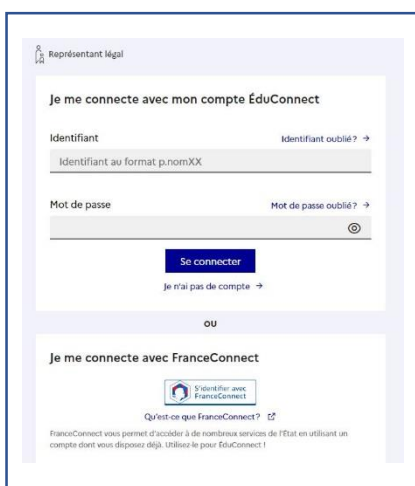 Représentant légal
Je me connecte avec mon compte ÉduConnect
Identifiant
Identifiant oublié? →
Identifiant au format p.nomXX
Mot de passe
Mot de passe oublié? →
Se connecter
Je n'ai pas de compte →
OU
Je me connecte avec FranceConnect
S'identifier avec
FranceConnect
Qu'est-ce que FranceConnect?
FranceConnect vous permet d'accéder à de nombreux services de l'État en utilisant un
compte dont vous disposez déjà. Utilisez-le pour ÉduConnect !